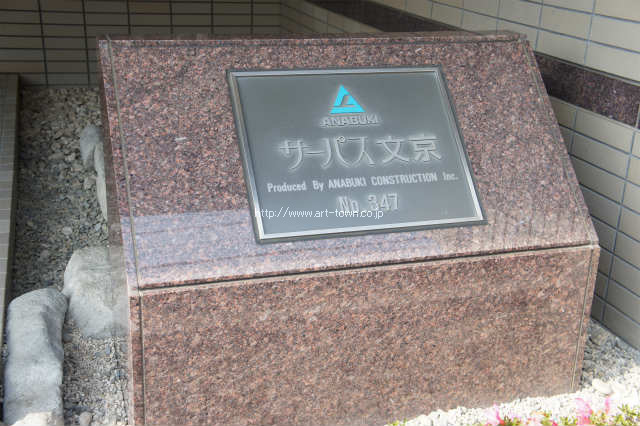 ANABUKI
サーパス文京
Produced By ANABUKI CONSTRUCTION Inc.
No. 347
http://www.art-town.co.jp